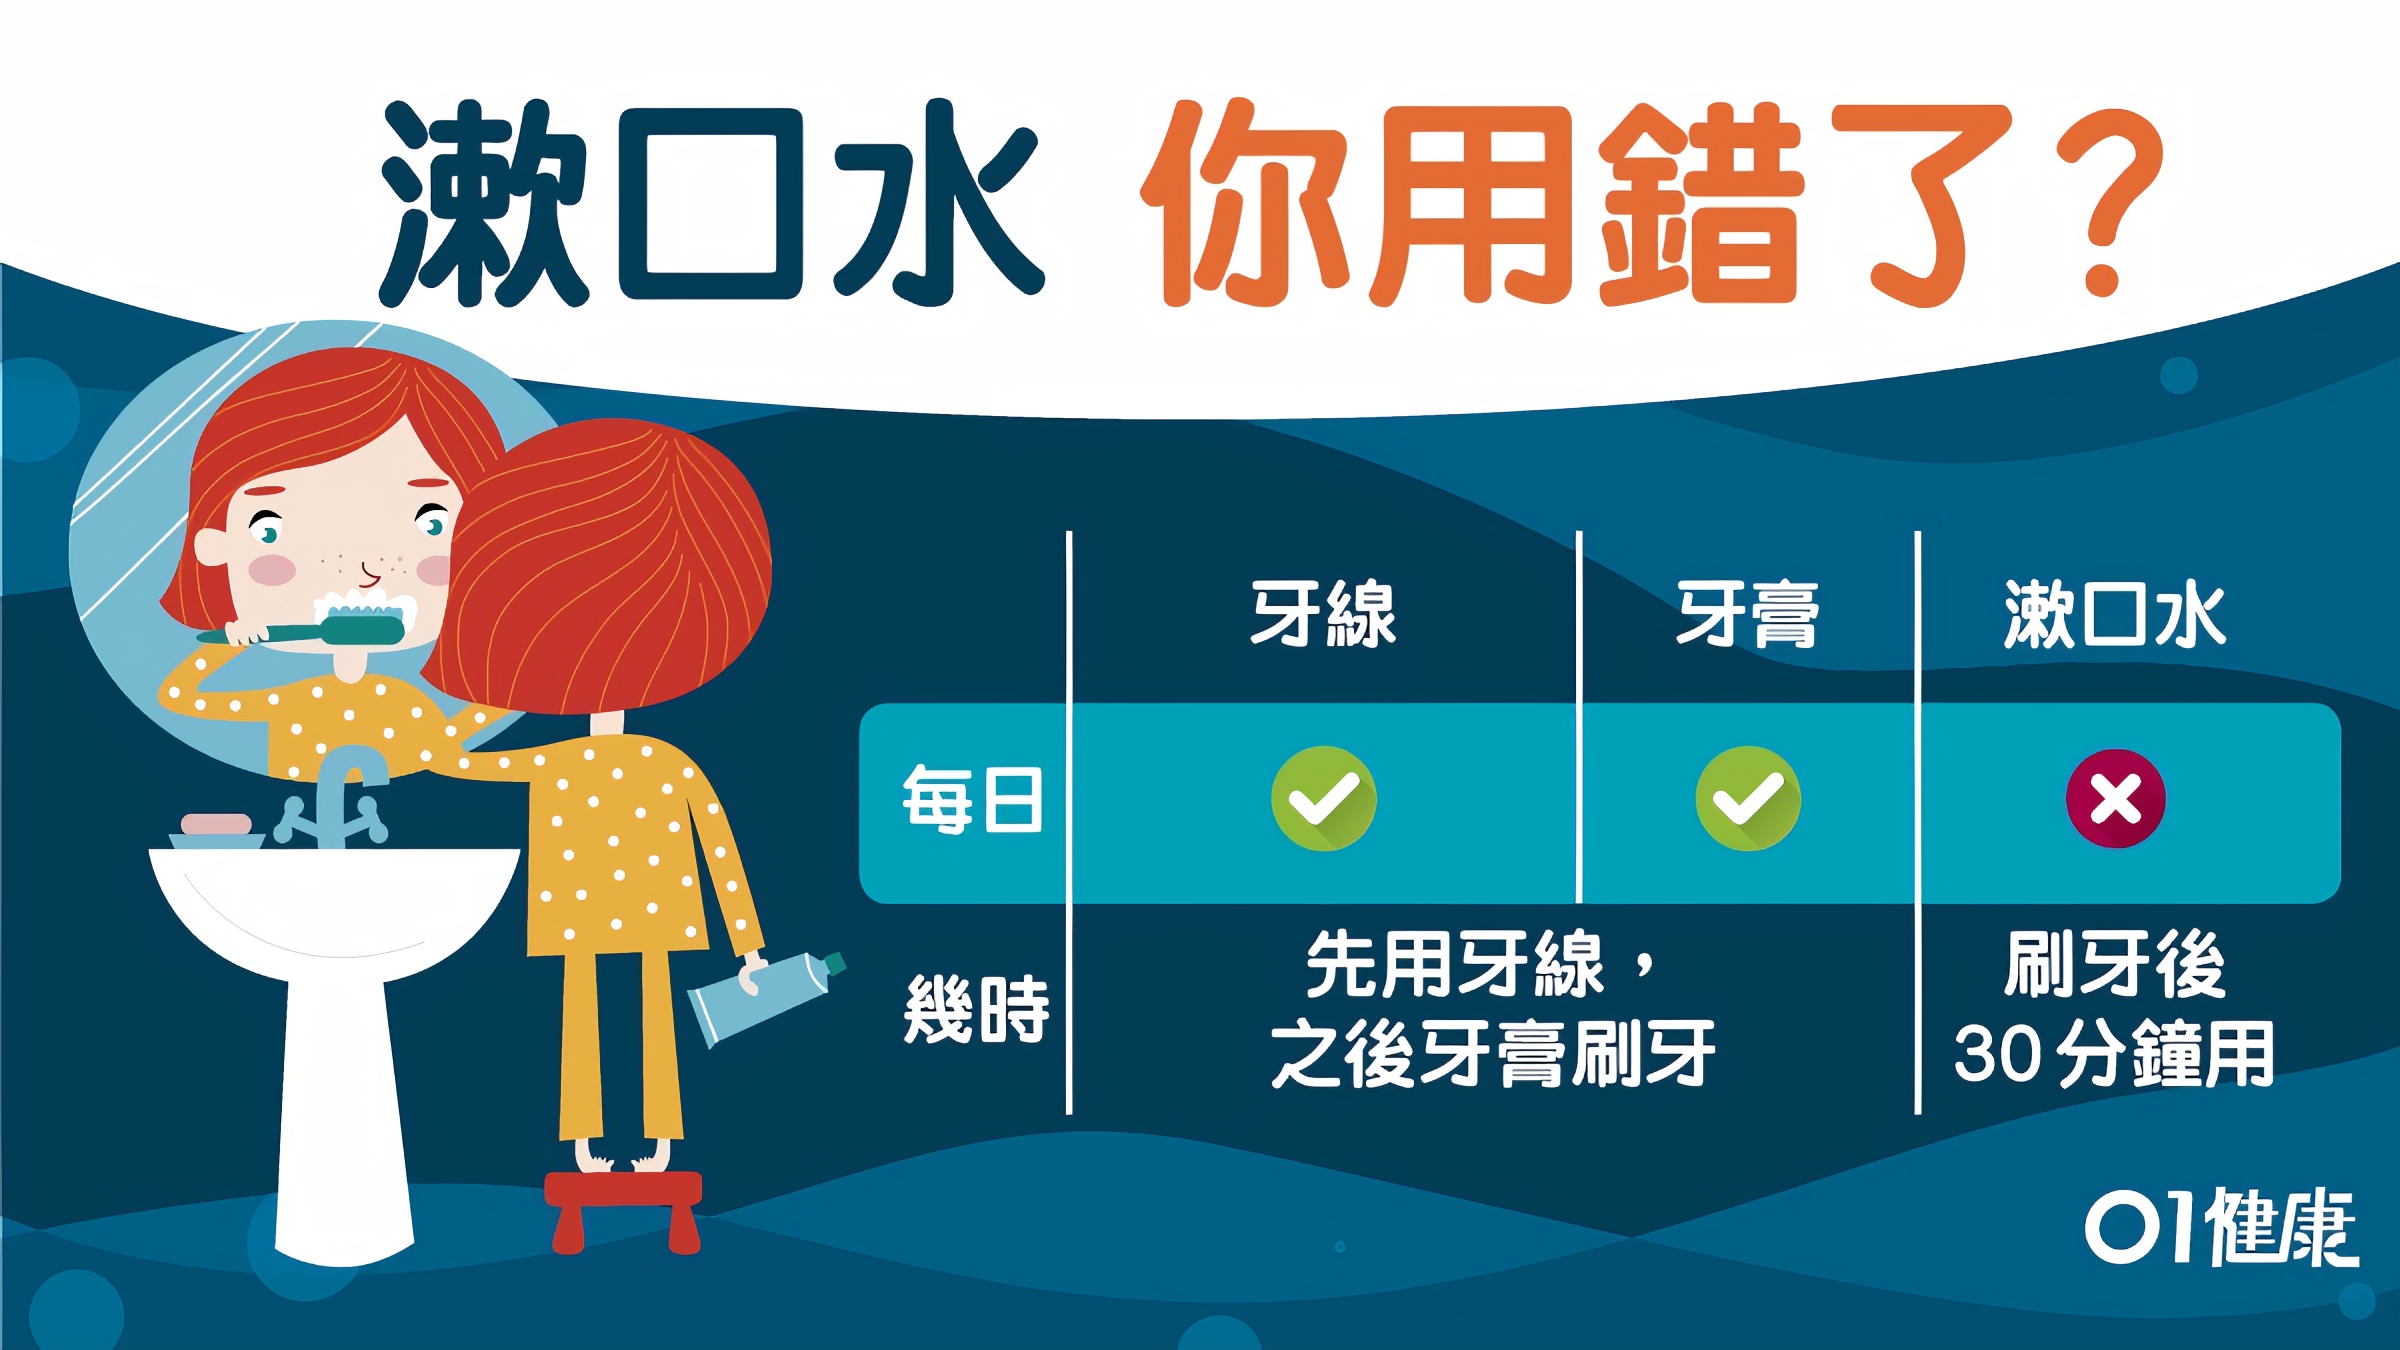 漱口水 你用錯了?
牙線 牙膏 漱口水
每日
幾時 先用牙線，
之後牙膏刷牙
刷牙後
30分鐘用
01健康